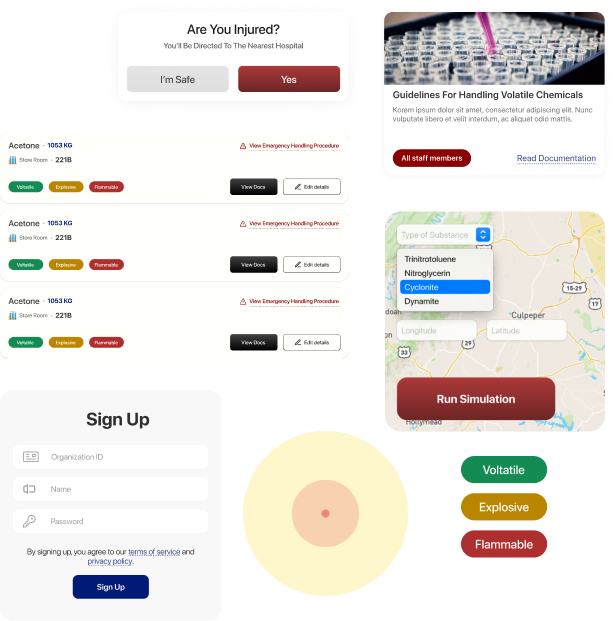 Are You Injured?
You'll Be Directed To The Nearest Hospital
I'm Safe
Yes
Guidelines For Handling Volatile Chemicals
Korem ipsum dolor sit amet, consectetur adipiscing elit. Nunc
vulputate libero et velit interdum, ac aliquet odio mattis.
All staff members
Read Documentation
Acetone · 1053 KG
View Emergency Handling Procedure
Store Room · 221B
Voltatile
Explosive
Flammable
View Docs
Edit details
Acetone · 1053 KG
View Emergency Handling Procedure
Store Room · 221B
Voltatile
Explosive
Flammable
View Docs
Edit details
Acetone · 1053 KG
View Emergency Handling Procedure
Store Room · 221B
Voltatile
Explosive
Flammable
View Docs
Edit details
Type of Substance
Trinitrotoluene
Nitroglycerin
Cyclonite
Dynamite
15-29
17
doah
Culpeper
on
Longitude
Latitude
29
33
Run Simulation
Hollymead
Sign Up
Organization ID
Name
Password
By signing up, you agree to our terms of service and
privacy policy.
Sign Up
Voltatile
Explosive
Flammable